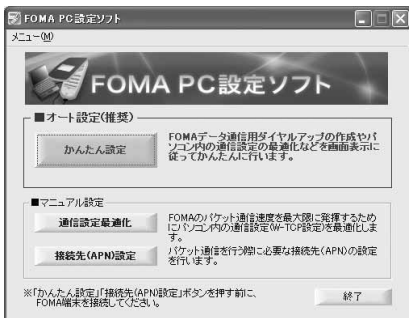 FOMA PC設定ソフト
メニュー(M)
FOMA PC設定ソフト
■オート設定(推奨)
かんたん設定
FOMAデータ通信用ダイヤルアップの作成やパ
ソコン内の通信設定の最適化などを画面表示に
従ってかんたんに行います。
■マニュアル設定
通信設定最適化
FOMAのパケット通信速度を最大限に発揮するため
にパソコン内の通信設定(W-TCP設定)を最適化しま
す。
接続先(APN)設定
パケット通信を行う際に必要な接続先(APN)の設定
を行います。
※「かんたん設定」「接続先(APN)設定」ボタンを押す前に、
FOMA端末を接続してください。
終了